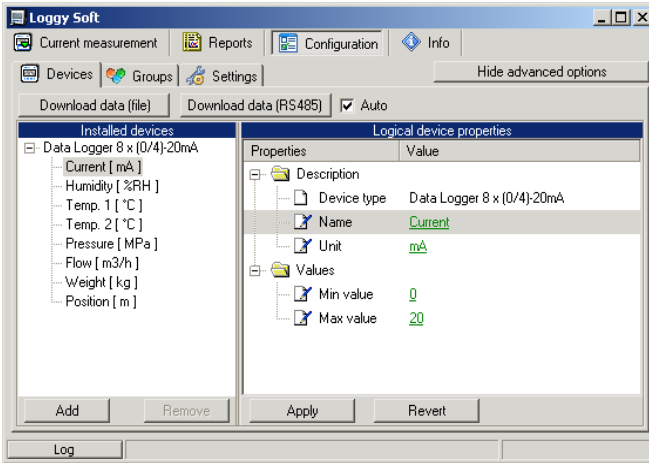 Loggy Soft
Current measurement Reports Configuration Info
Devices Groups Settings Hide advanced options
Download data (file) Download data (RS485) Auto
Installed devices
Data Logger 8 x (0/4)-20mA
Current [ mA ]
Humidity [ %RH ]
Temp. 1 [ °C ]
Temp. 2 [ °C ]
Pressure [ MPa ]
Flow [ m3/h ]
Weight [ kg ]
Position [ m ]
Add Remove
Logical device properties
Properties Value
Description
Device type Data Logger 8 x (0/4)-20mA
Name Current
Unit mA
Values
Min value 0
Max value 20
Apply Revert
Log